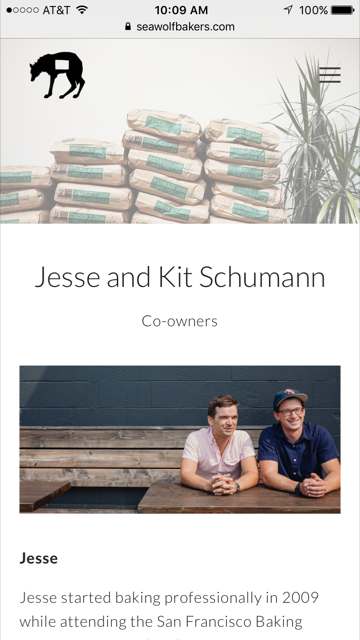 AT&T 10:09 AM 100%
seawolfbakers.com
Jesse and Kit Schumann
Co-owners
Jesse
Jesse started baking professionally in 2009
while attending the San Francisco Baking